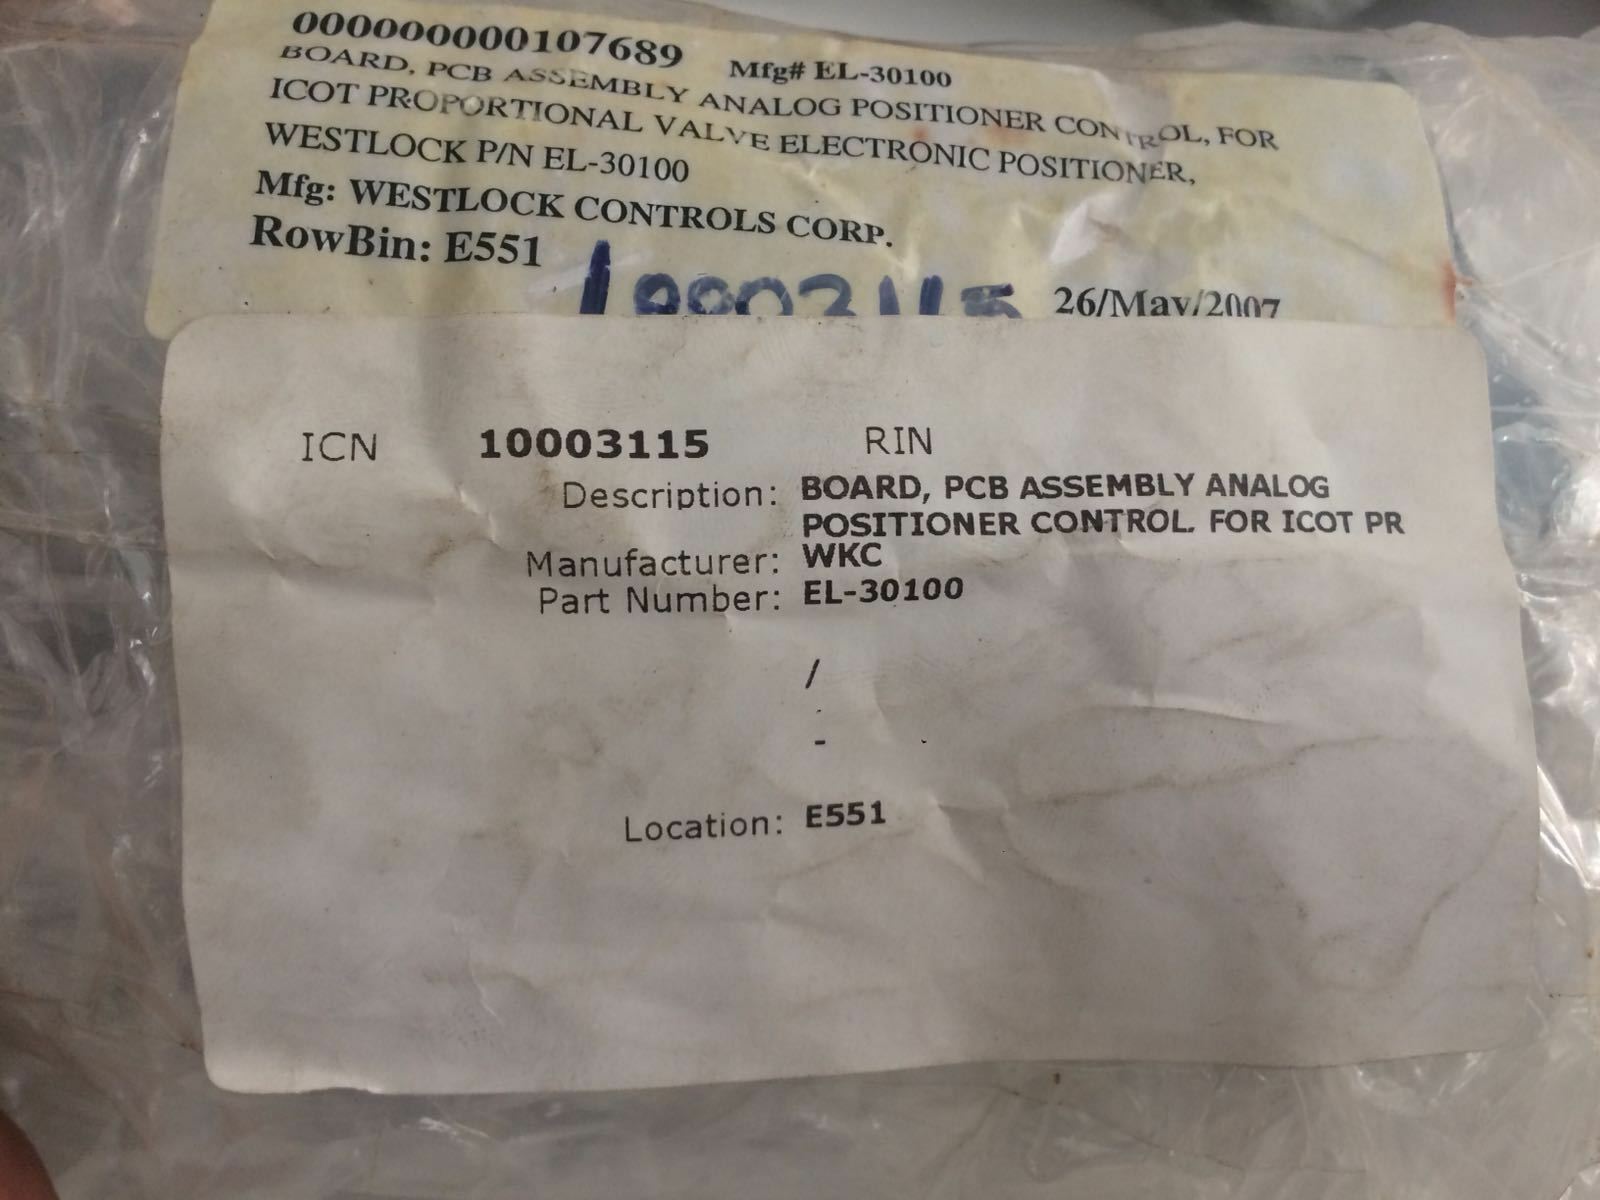 000000000107689 Mfg# EL-30100
BOARD, PCB ASSEMBLY ANALOG POSITIONER CONTROL, FOR
ICOT PROPORTIONAL VALVE ELECTRONIC POSITIONER,
WESTLOCK P/N EL-30100
Mfg: WESTLOCK CONTROLS CORP.
RowBin: E551
10003115 26/May/2007
ICN 10003115 RIN
Description: BOARD, PCB ASSEMBLY ANALOG
POSITIONER CONTROL. FOR ICOT PR
Manufacturer: WKC
Part Number: EL-30100
/
-
Location: E551